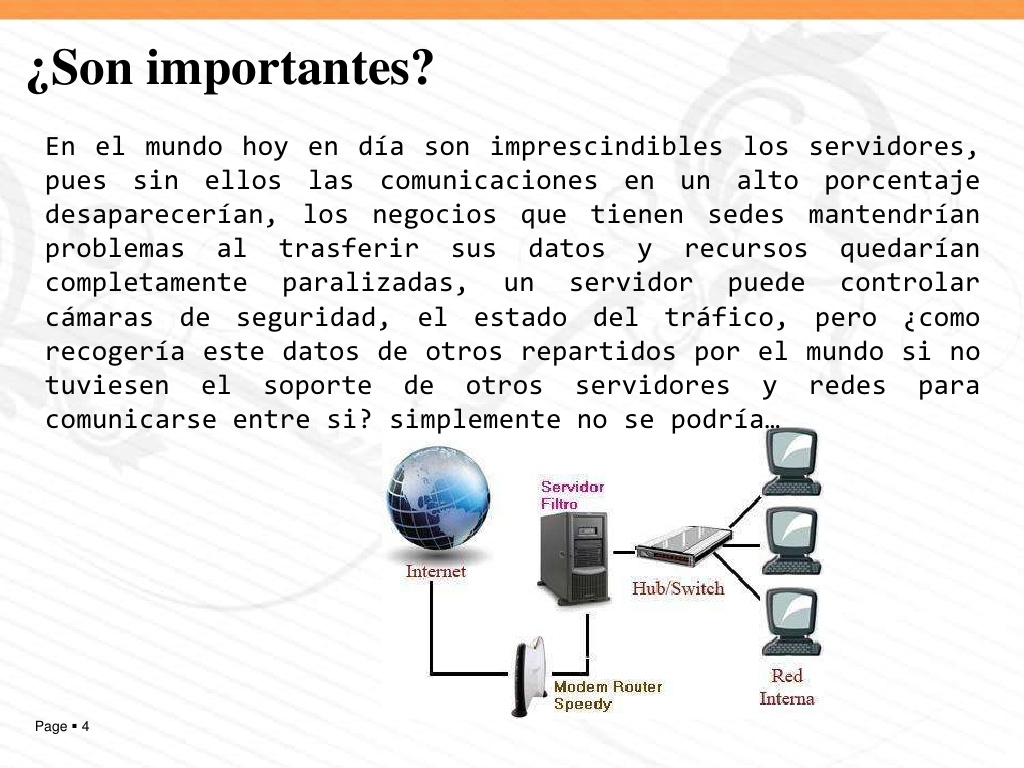 ¿Son importantes?
En el mundo hoy en día son imprescindibles los servidores,
pues sin ellos las comunicaciones en un alto porcentaje
desaparecerían, los negocios que tienen sedes mantendrían
problemas al trasferir sus datos y recursos quedarían
completamente paralizadas, un servidor puede controlar
cámaras de seguridad, el estado del tráfico, pero ¿como
recogería este datos de otros repartidos por el mundo si no
tuviesen el soporte de otros servidores y redes para
comunicarse entre si? simplemente no se podría…
Servidor
Filtro
Internet
Hub/Switch
Modem Router
Speedy
Red
Interna
Page ▪ 4